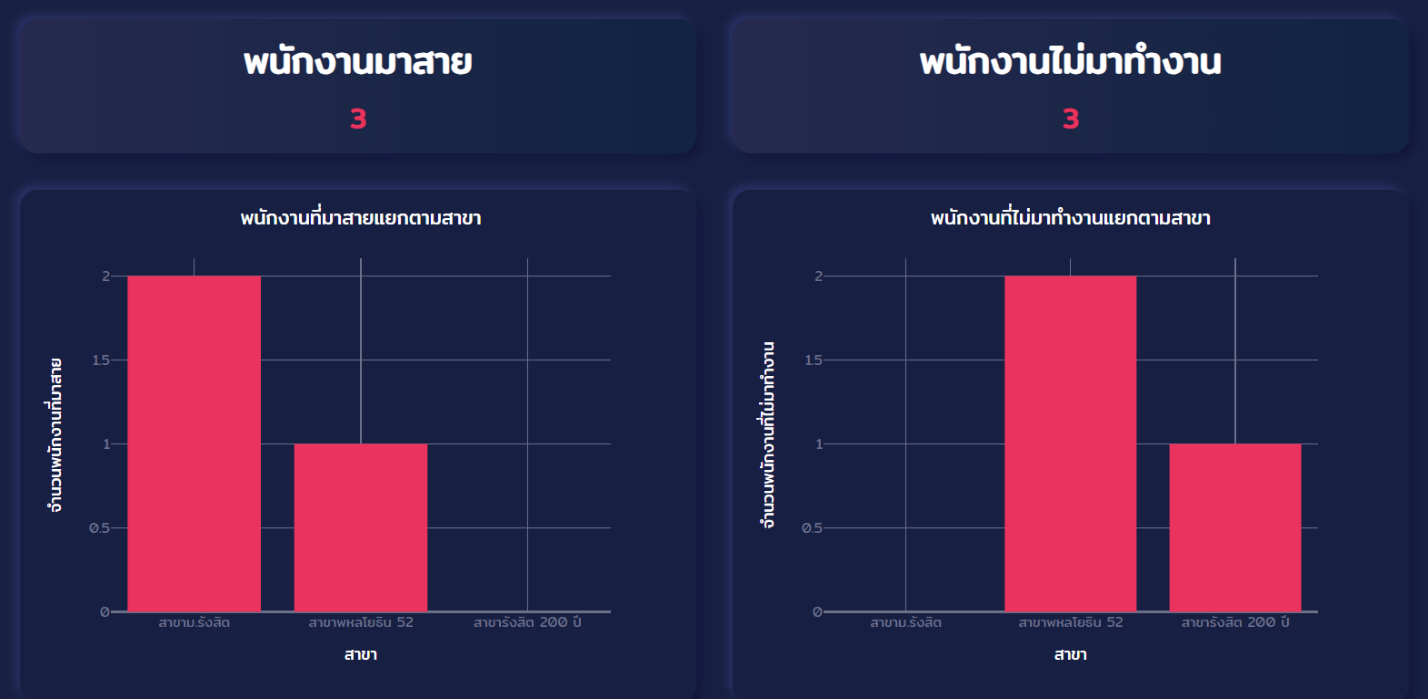 พนักงานมาสาย
3
พนักงานไม่มาทำงาน
3
พนักงานที่มาสายแยกตามสาขา
จำนวนพนักงานที่มาสาย
2
1.5
1
0.5
0
สาขาม.รังสิต
สาขาพหลโยธิน 52
สาขารังสิต 200 ปี
สาขา
พนักงานที่ไม่มาทำงานแยกตามสาขา
จำนวนพนักงานที่ไม่มาทำงาน
2
1.5
1
0.5
0
สาขาม.รังสิต
สาขาพหลโยธิน 52
สาขารังสิต 200 ปี
สาขา